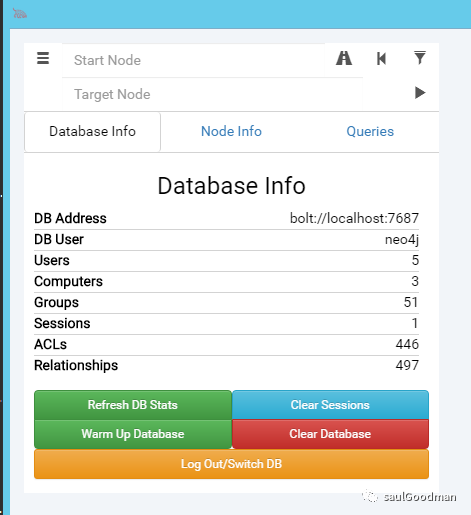 Start Node
Target Node
Database Info Node Info Queries
Database Info
DB Address bolt://localhost:7687
DB User neo4j
Users 5
Computers 3
Groups 51
Sessions 1
ACLs 446
Relationships 497
Refresh DB Stats Clear Sessions
Warm Up Database Clear Database
Log Out/Switch DB
saulGoodman